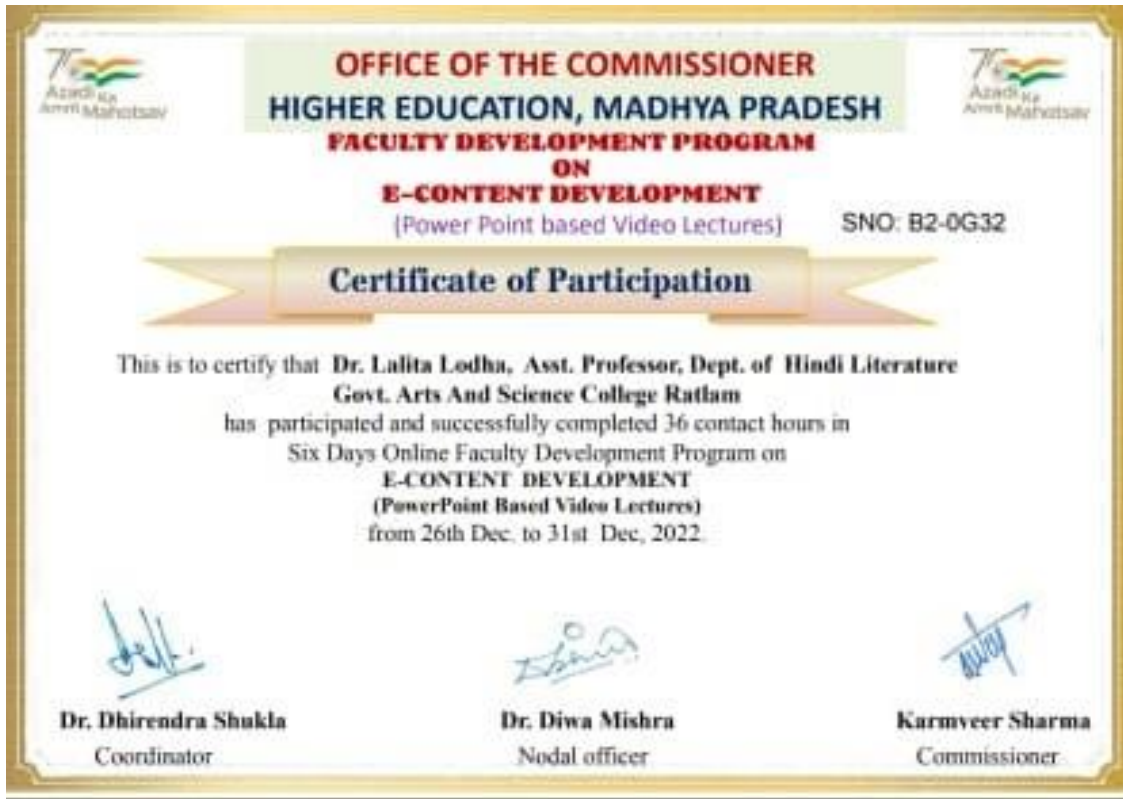 Azadi Ka
Amrit Mahotsav
OFFICE OF THE COMMISSIONER
HIGHER EDUCATION, MADHYA PRADESH
Azadi Ka
Amrit Mahotsav
FACULTY DEVELOPMENT PROGRAM
ON
E-CONTENT DEVELOPMENT
(Power Point based Video Lectures)
SNO: B2-0G32
Certificate of Participation
This is to certify that Dr. Lalita Lodha, Asst. Professor, Dept. of Hindi Literature
Govt. Arts And Science College Ratlam
has participated and successfully completed 36 contact hours in
Six Days Online Faculty Development Program on
E-CONTENT DEVELOPMENT
(PowerPoint Based Video Lectures)
from 26th Dec. to 31st Dec, 2022.
Dr. Dhirendra Shukla
Coordinator
Dr. Diwa Mishra
Nodal officer
Karmveer Sharma
Commissioner